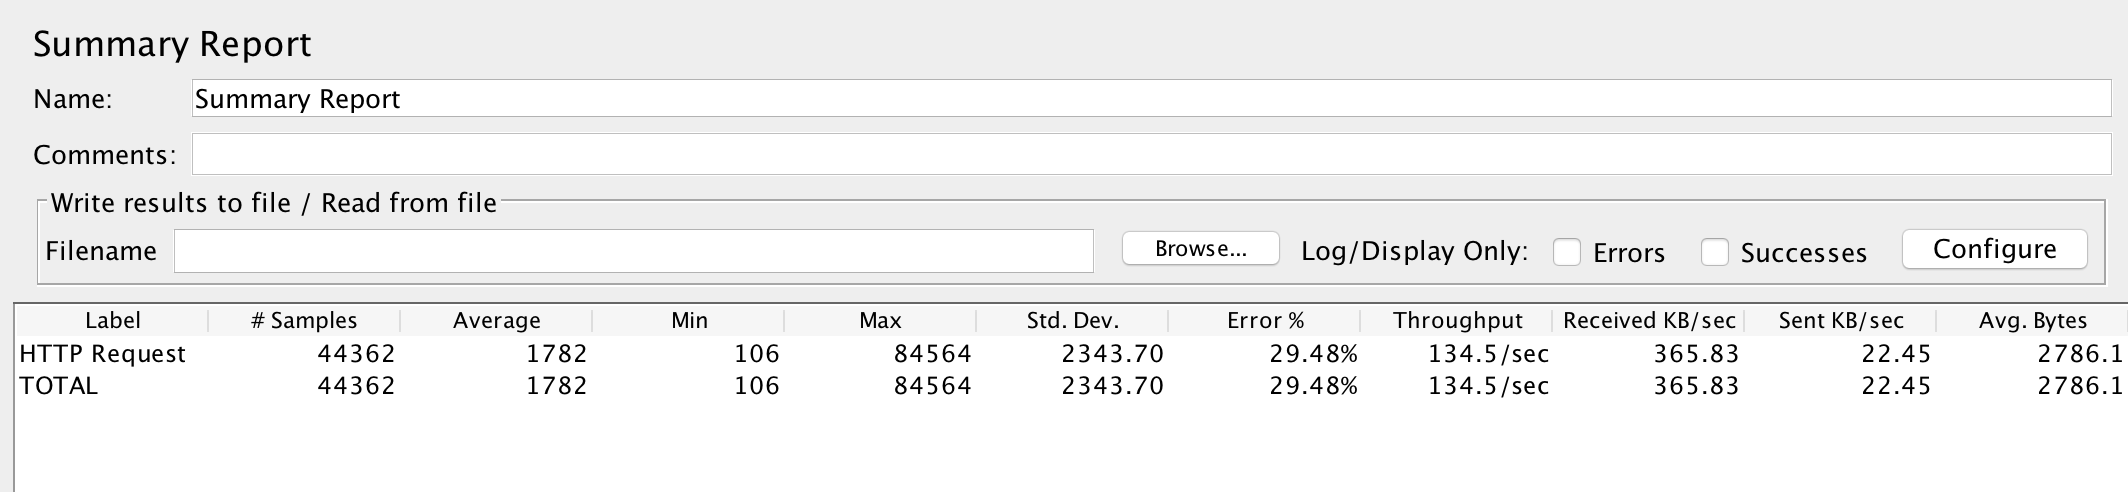 Summary Report
Name: Summary Report
Comments:
Write results to file / Read from file
Filename Browse... Log/Display Only: Errors Successes Configure
Label # Samples Average Min Max Std. Dev. Error % Throughput Received KB/sec Sent KB/sec Avg. Bytes
HTTP Request 44362 1782 106 84564 2343.70 29.48% 134.5/sec 365.83 22.45 2786.1
TOTAL 44362 1782 106 84564 2343.70 29.48% 134.5/sec 365.83 22.45 2786.1